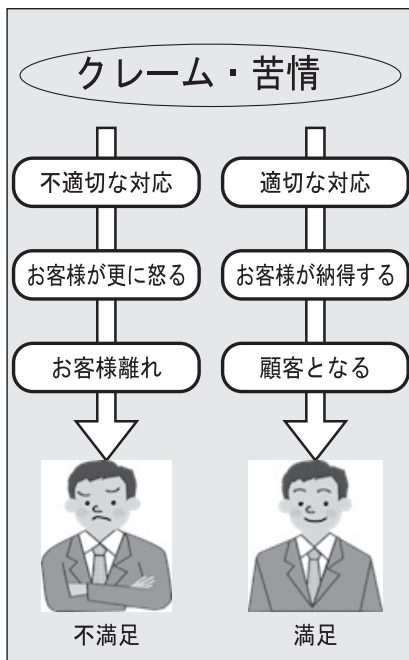 クレーム・苦情
不適切な対応
お客様が更に怒る
お客様離れ
不満足
適切な対応
お客様が納得する
顧客となる
満足